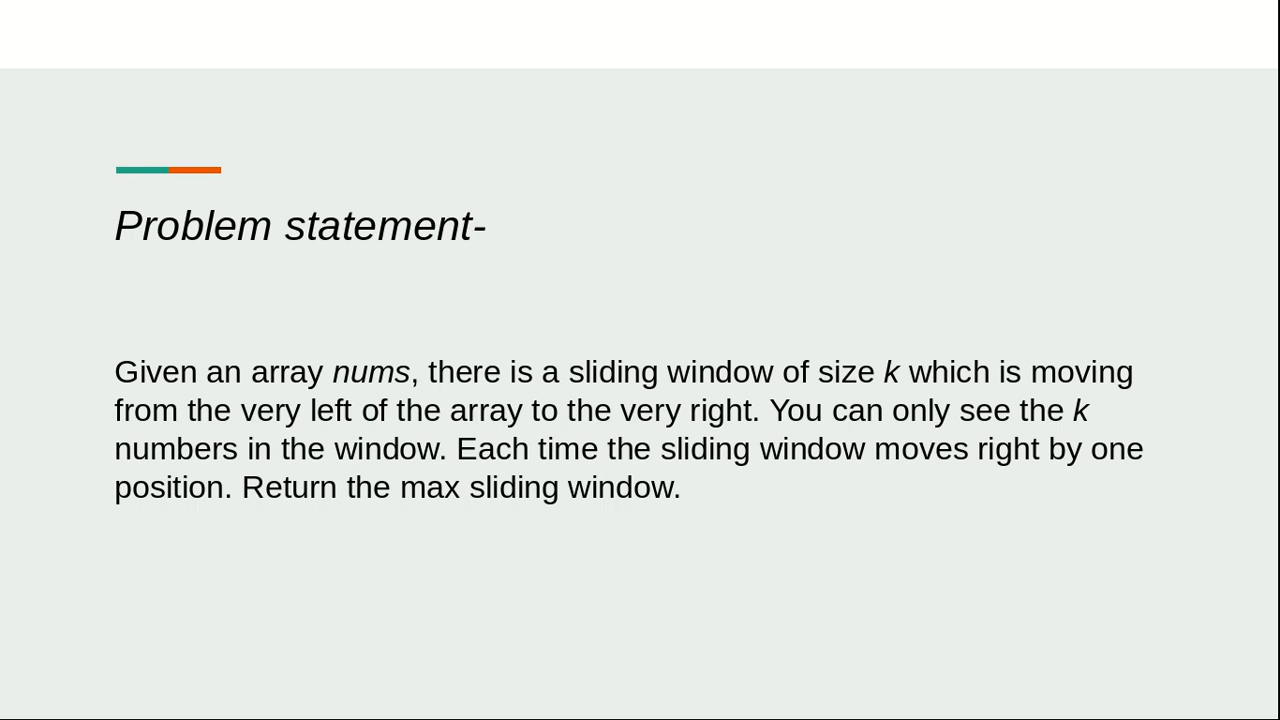 Problem statement-
Given an array nums, there is a sliding window of size k which is moving
from the very left of the array to the very right. You can only see the k
numbers in the window. Each time the sliding window moves right by one
position. Return the max sliding window.